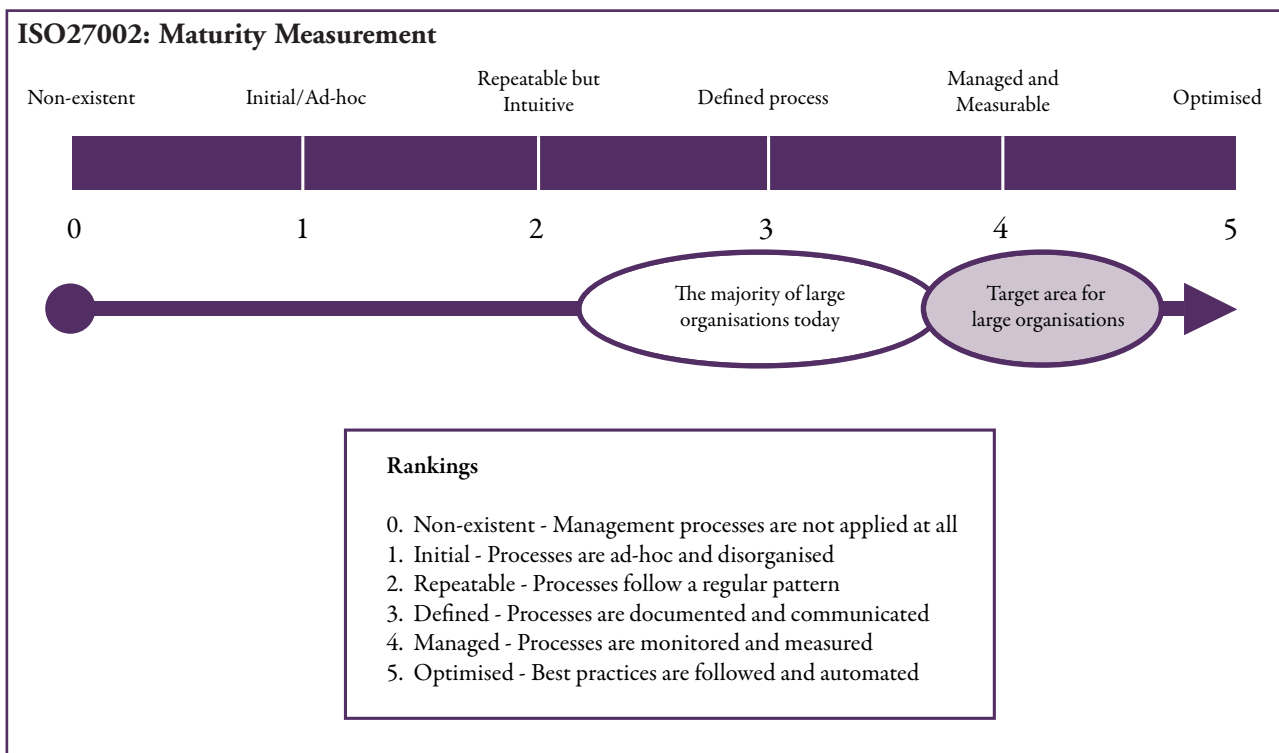 ISO27002: Maturity Measurement
Non-existent
Initial/Ad-hoc
Repeatable but
Intuitive
Defined process
Managed and
Measurable
Optimised
0
1
2
3
4
5
The majority of large
organisations today
Target area for
large organisations
Rankings
0. Non-existent - Management processes are not applied at all
1. Initial - Processes are ad-hoc and disorganised
2. Repeatable - Processes follow a regular pattern
3. Defined - Processes are documented and communicated
4. Managed - Processes are monitored and measured
5. Optimised - Best practices are followed and automated